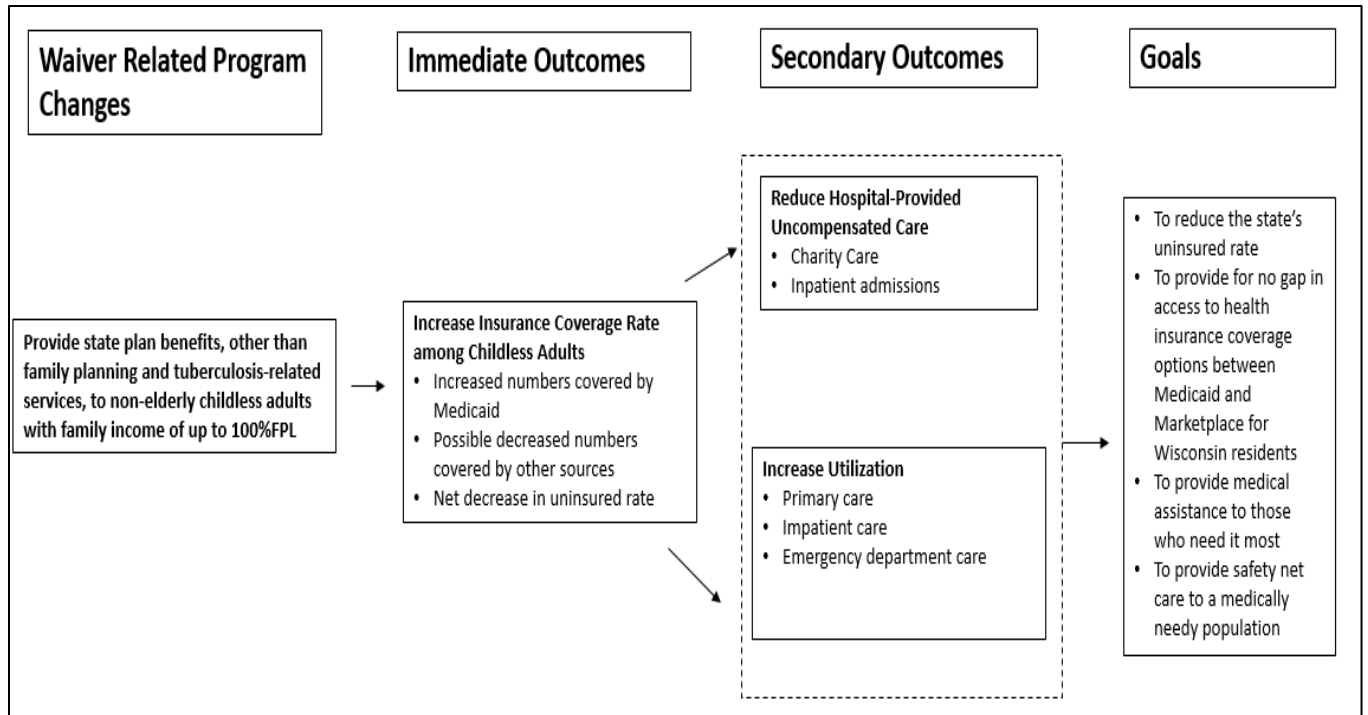 Waiver Related Program
Changes
Immediate Outcomes
Secondary Outcomes
Goals
Provide state plan benefits, other than
family planning and tuberculosis-related
services, to non-elderly childless adults
with family income of up to 100%FPL
Increase Insurance Coverage Rate
among Childless Adults
• Increased numbers covered by
Medicaid
• Possible decreased numbers
covered by other sources
• Net decrease in uninsured rate
Reduce Hospital-Provided
Uncompensated Care
• Charity Care
• Inpatient admissions
Increase Utilization
• Primary care
• Impatient care
• Emergency department care
• To reduce the state's
uninsured rate
• To provide for no gap in
access to health
insurance coverage
options between
Medicaid and
Marketplace for
Wisconsin residents
• To provide medical
assistance to those
who need it most
• To provide safety net
care to a medically
needy population